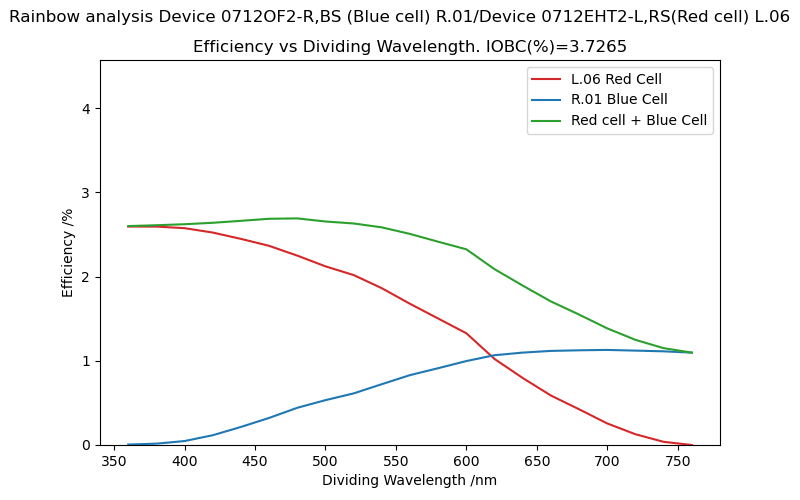 Rainbow analysis Device 0712OF2-R,BS (Blue cell) R.01/Device 0712EHT2-L,RS(Red cell) L.06
Efficiency vs Dividing Wavelength. IOBC(%)=3.7265
L.06 Red Cell
R.01 Blue Cell
Red cell + Blue Cell
4
3
2
1
0
Efficiency /%
350 400 450 500 550 600 650 700 750
Dividing Wavelength /nm